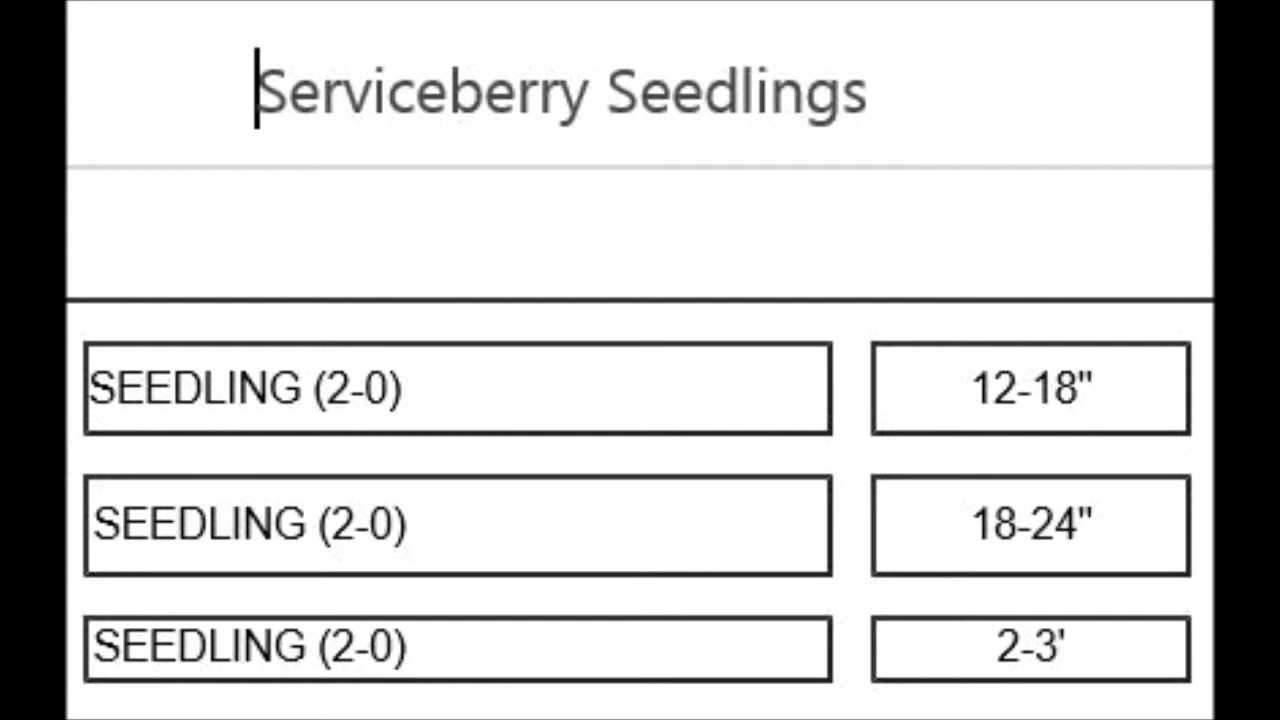 Serviceberry Seedlings
SEEDLING (2-0) 12-18"
SEEDLING (2-0) 18-24"
SEEDLING (2-0) 2-3'